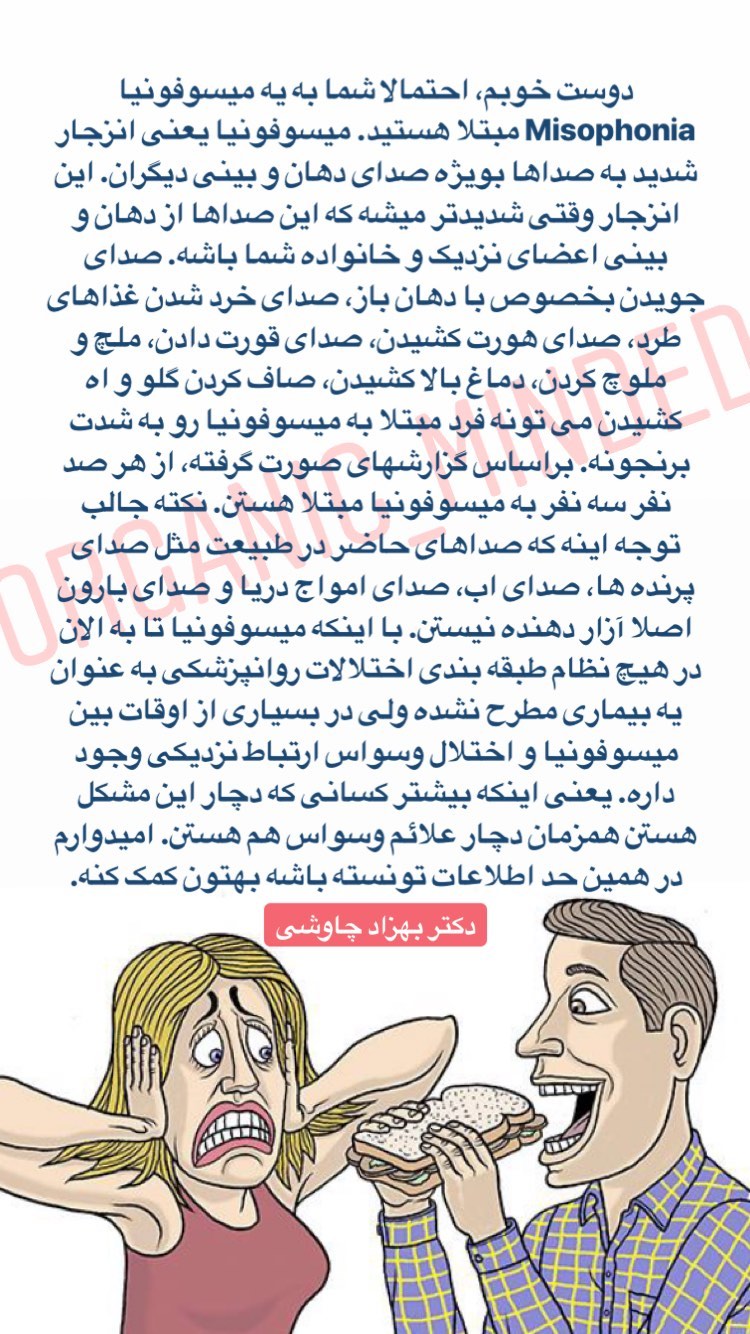 دوست خوبم، احتمالا شما به یه میسوفونیا
Misophonia مبتلا هستید. میسوفونیا یعنی انزجار
شدید به صداها بویژه صدای دهان و بینی دیگران. این
انزجار وقتی شدیدتر میشه که این صداها از دهان و
بینی اعضای نزدیک و خانواده شما باشه. صدای
جویدن بخصوص با دهان باز، صدای خرد شدن غذاهای
طرد، صدای هورت کشیدن، صدای قورت دادن، ملچ و
ملوچ کردن، دماغ بالا کشیدن، صاف کردن گلو و اه
کشیدن می تونه فرد مبتلا به میسوفونیا رو به شدت
برنجونه. براساس گزارشهای صورت گرفته، از هر صد
نفر سه نفر به میسوفونیا مبتلا هستن. نکته جالب
توجه اینه که صداهای حاضر در طبیعت مثل صدای
پرنده ها، صدای اب، صدای امواج دریا و صدای بارون
اصلا آزار دهنده نیستن. با اینکه میسوفونیا تا به الان
در هیچ نظام طبقه بندی اختلالات روانپزشکی به عنوان
یه بیماری مطرح نشده ولی در بسیاری از اوقات بین
میسوفونیا و اختلال وسواس ارتباط نزدیکی وجود
داره. یعنی اینکه بیشتر کسانی که دچار این مشکل
هستن همزمان دچار علائم وسواس هم هستن. امیدوارم
در همین حد اطلاعات تونسته باشه بهتون کمک کنه.
دکتر بهزاد چاوشی
ORGANIC_MINDED